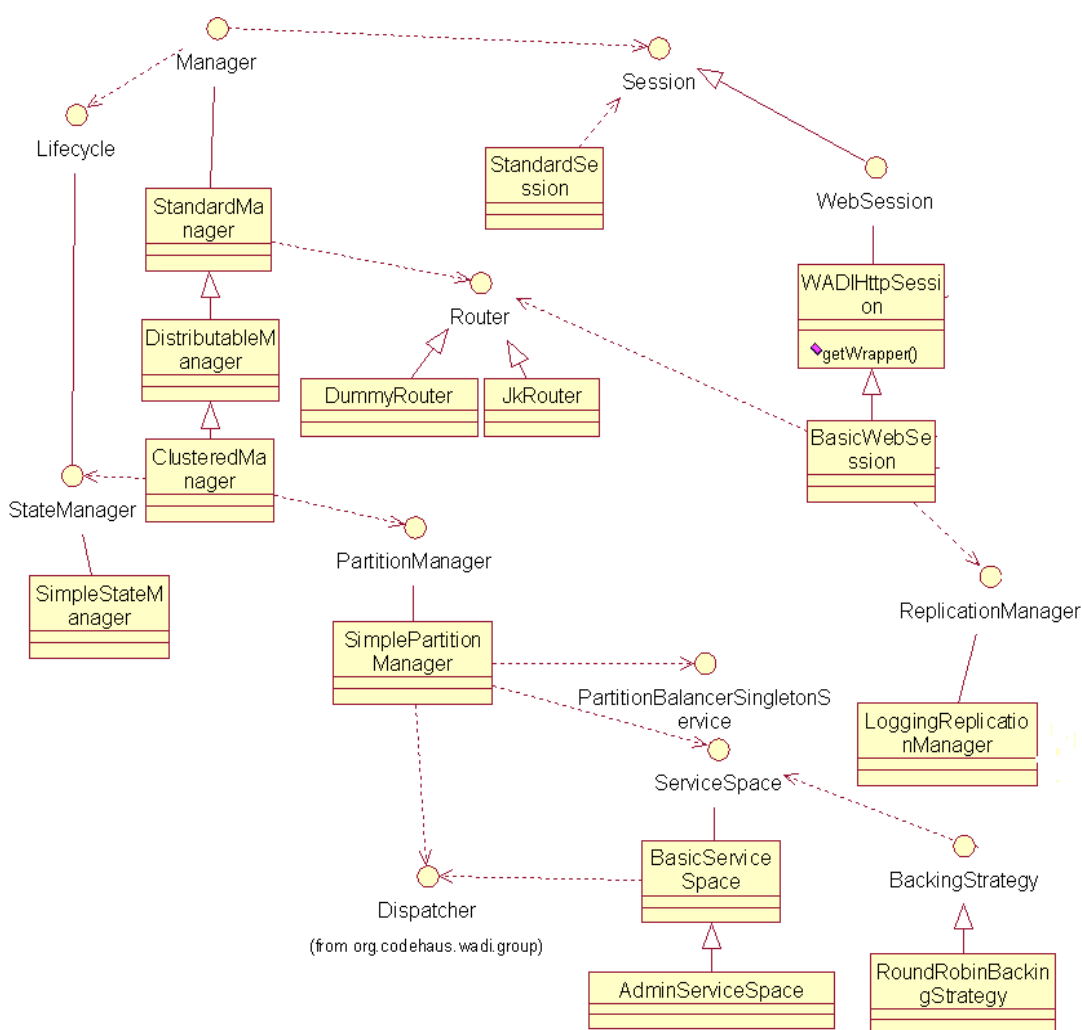 Manager
Session
Lifecycle
StandardSe
ssion
WebSession
StandardMa
nager
WADIHttpSessi
on
getWrapper()
Router
DistributableM
anager
DummyRouter
JkRouter
BasicWebSe
ssion
ClusteredMa
nager
StateManager
PartitionManager
SimpleStateM
anager
ReplicationManager
SimplePartition
Manager
PartitionBalancerSingletonS
ervice
LoggingReplicatio
nManager
ServiceSpace
BasicService
Space
BackingStrategy
Dispatcher
(from org.codehaus.wadi.group)
AdminServiceSpace
RoundRobinBackin
gStrategy